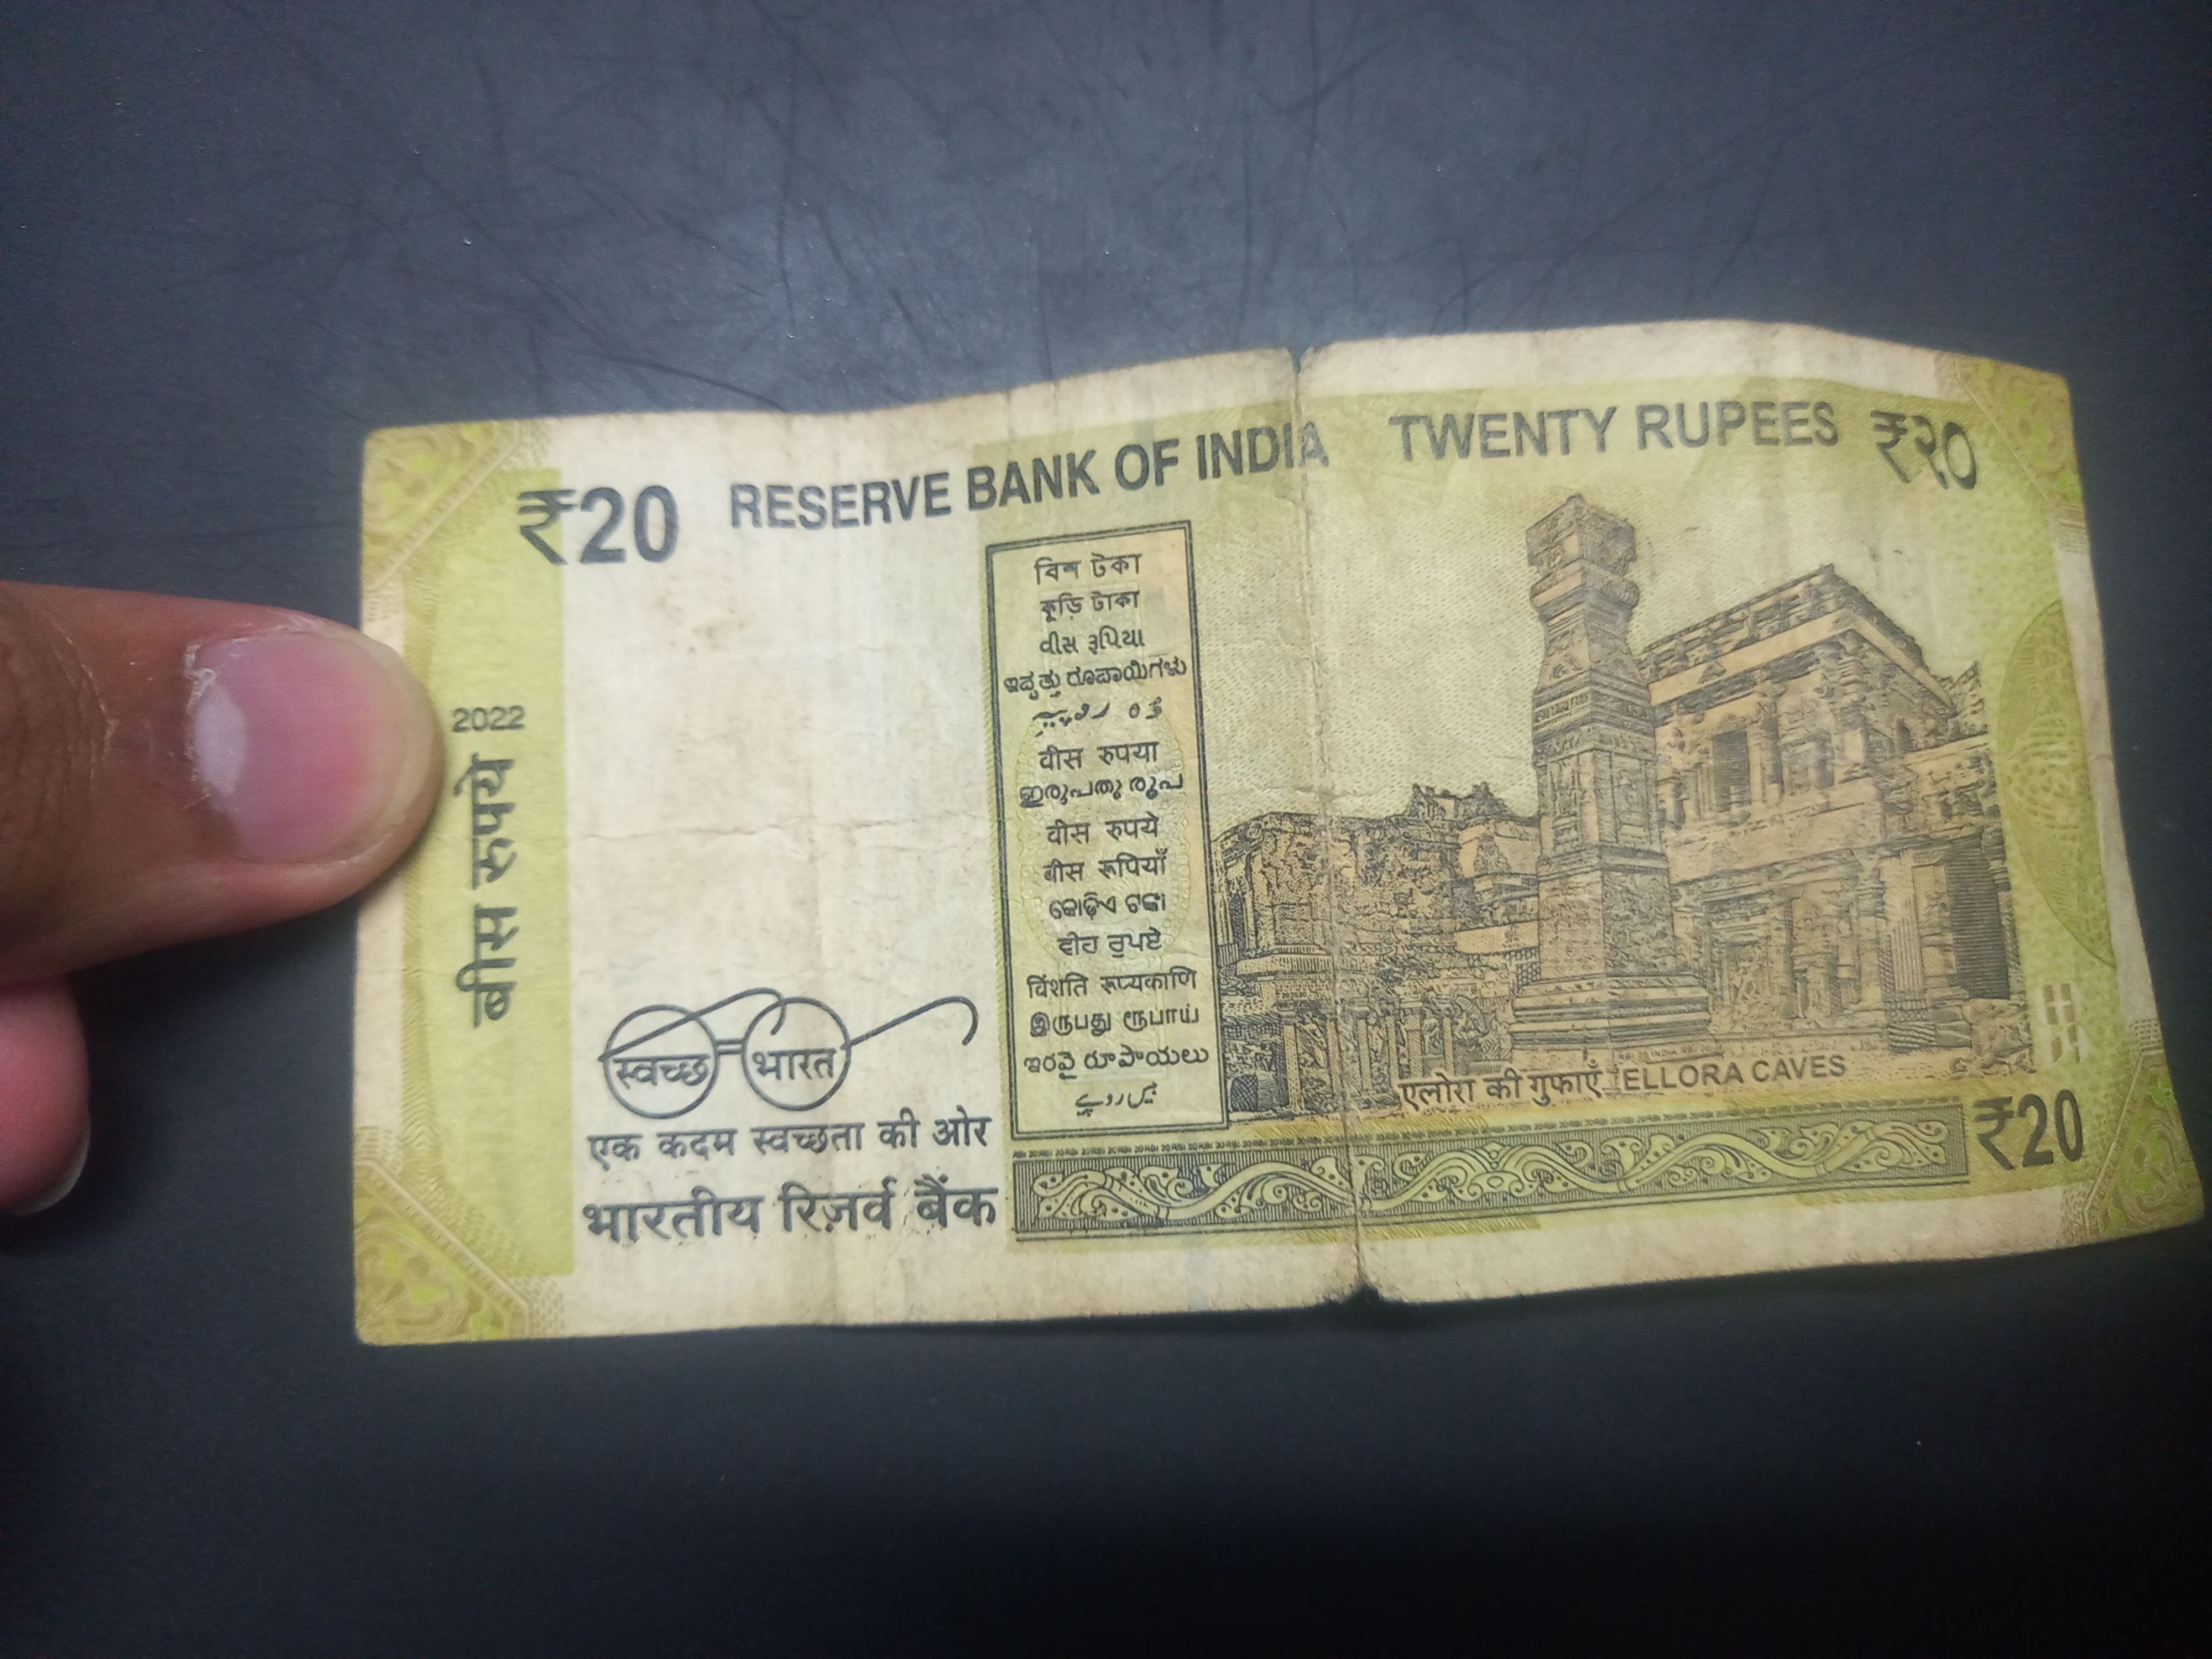 ₹20 RESERVE BANK OF INDIA TWENTY RUPEES ₹२०
বিশ টকা
কুড়ি টাকা
વીસ રૂપિયા
ಇಪ್ಪತ್ತು ರೂಪಾಯಿಗಳು
वीस रुपया
ഇരുപതു രൂപ
वीस रुपये
बीस रूपियाँ
କୋଡ଼ିଏ ଟଙ୍କା
ਵੀਹ ਰੁਪਏ
विंशति रूप्यकाणि
இருபது ரூபாய்
ఇరవై రూపాయలు
بیس روپے
2022
बीस रुपये
स्वच्छ भारत
एक कदम स्वच्छता की ओर
भारतीय रिज़र्व बैंक
एलोरा की गुफाएँ ELLORA CAVES
₹20